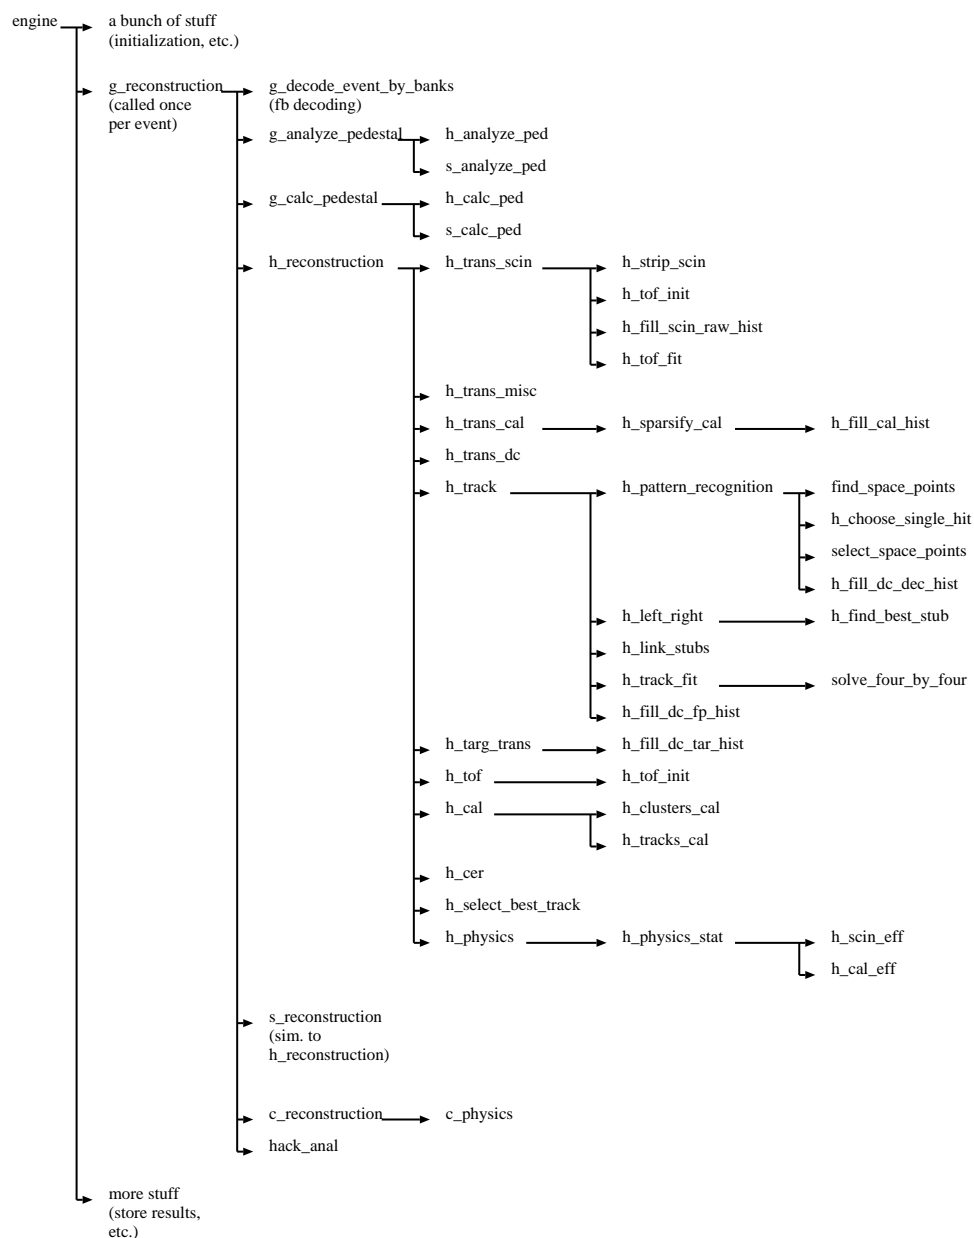 engine
a bunch of stuff
(initialization, etc.)
g_reconstruction
(called once
per event)
g_decode_event_by_banks
(fb decoding)
g_analyze_pedestal
h_analyze_ped
s_analyze_ped
g_calc_pedestal
h_calc_ped
s_calc_ped
h_reconstruction
h_trans_scin
h_strip_scin
h_tof_init
h_fill_scin_raw_hist
h_tof_fit
h_trans_misc
h_trans_cal
h_sparsify_cal
h_fill_cal_hist
h_trans_dc
h_track
h_pattern_recognition
find_space_points
h_choose_single_hit
select_space_points
h_fill_dc_dec_hist
h_left_right
h_find_best_stub
h_link_stubs
h_track_fit
solve_four_by_four
h_fill_dc_fp_hist
h_targ_trans
h_fill_dc_tar_hist
h_tof
h_tof_init
h_cal
h_clusters_cal
h_tracks_cal
h_cer
h_select_best_track
h_physics
h_physics_stat
h_scin_eff
h_cal_eff
s_reconstruction
(sim. to
h_reconstruction)
c_reconstruction
c_physics
hack_anal
more stuff
(store results,
etc.)